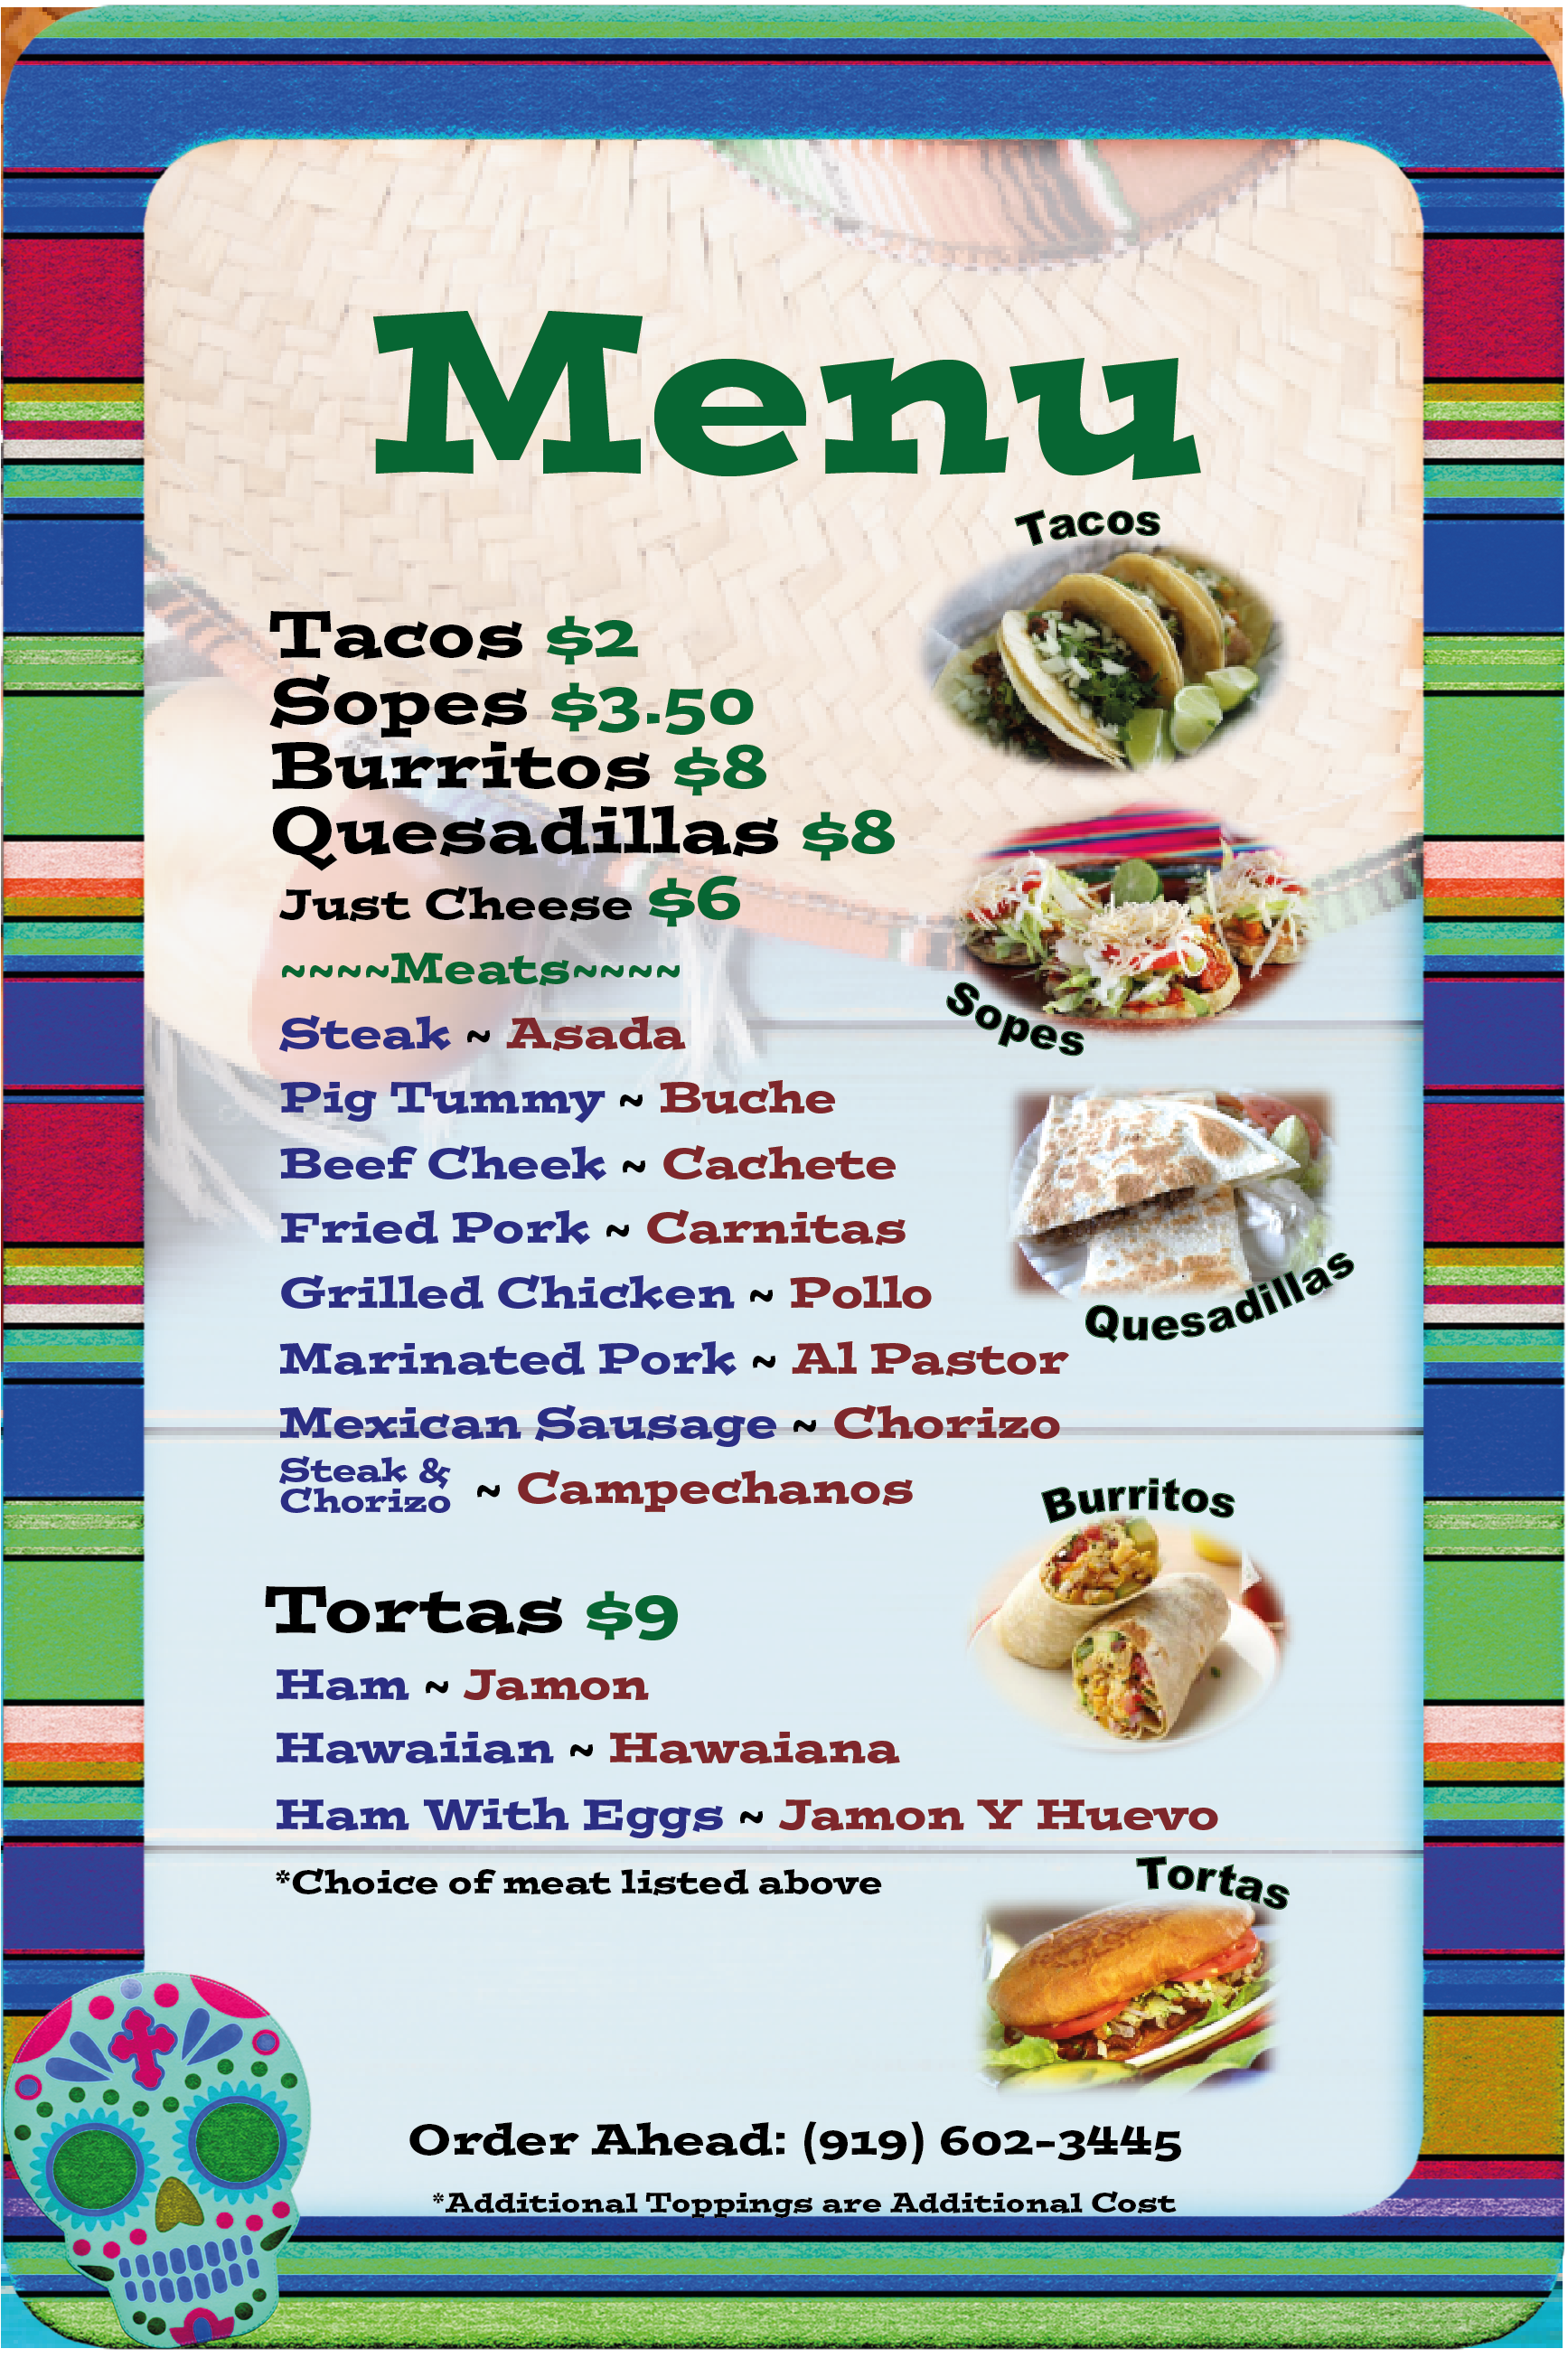 Menu
Tacos
Tacos $2
Sopes $3.50
Burritos $8
Quesadillas $8
Just Cheese $6
~~~~Meats~~~~
Steak ~ Asada
Sopes
Pig Tummy ~ Buche
Beef Cheek ~ Cachete
Fried Pork ~ Carnitas
Grilled Chicken ~ Pollo
Quesadillas
Marinated Pork ~ Al Pastor
Mexican Sausage ~ Chorizo
Steak &
Chorizo ~ Campechanos
Burritos
Tortas $9
Ham ~ Jamon
Hawaiian ~ Hawaiana
Ham With Eggs ~ Jamon Y Huevo
*Choice of meat listed above
Tortas
Order Ahead: (919) 602-3445
*Additional Toppings are Additional Cost